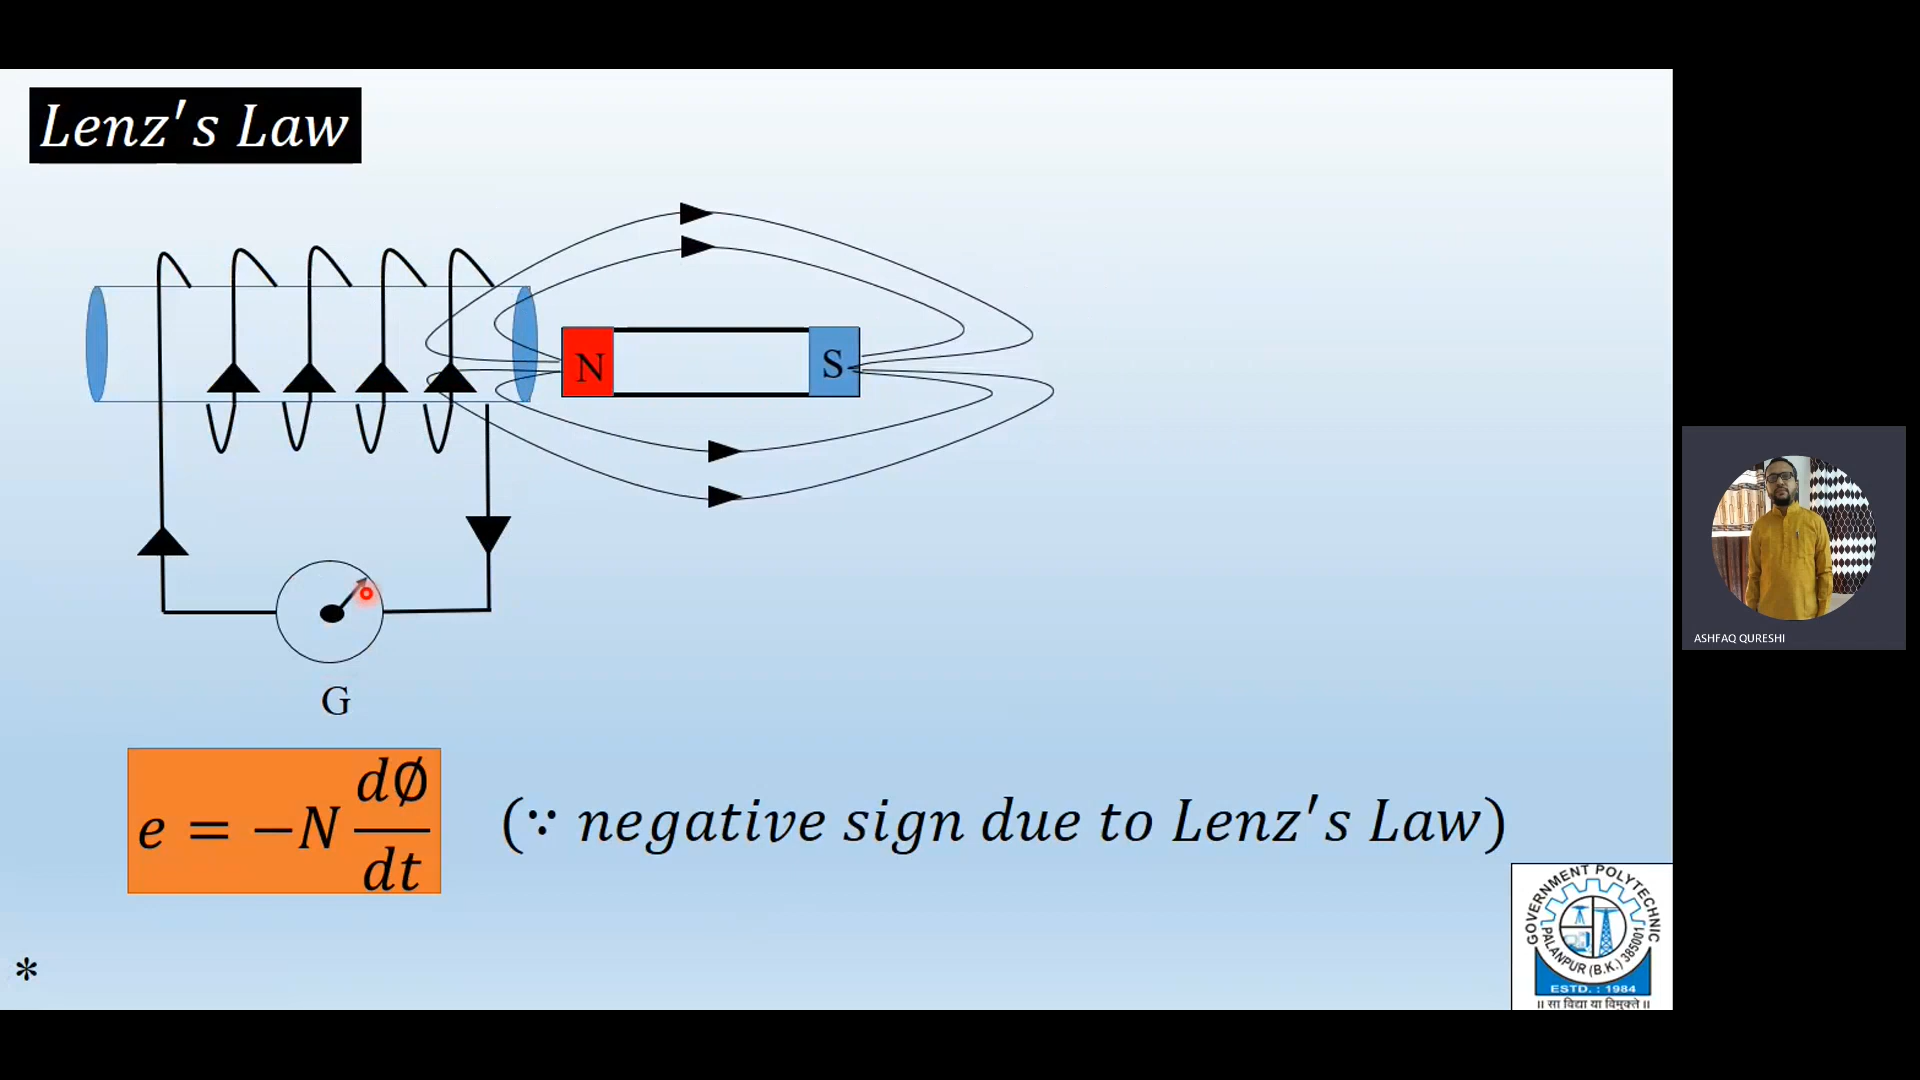 Lenz's Law
N
S
G
e = −N dØ/dt
(∵ negative sign due to Lenz's Law)
ASHFAQ QURESHI
GOVERNMENT POLYTECHNIC
PALANPUR (B.K.) 385001
ESTD. : 1984
॥ सा विद्या या विमुक्ते ॥
*